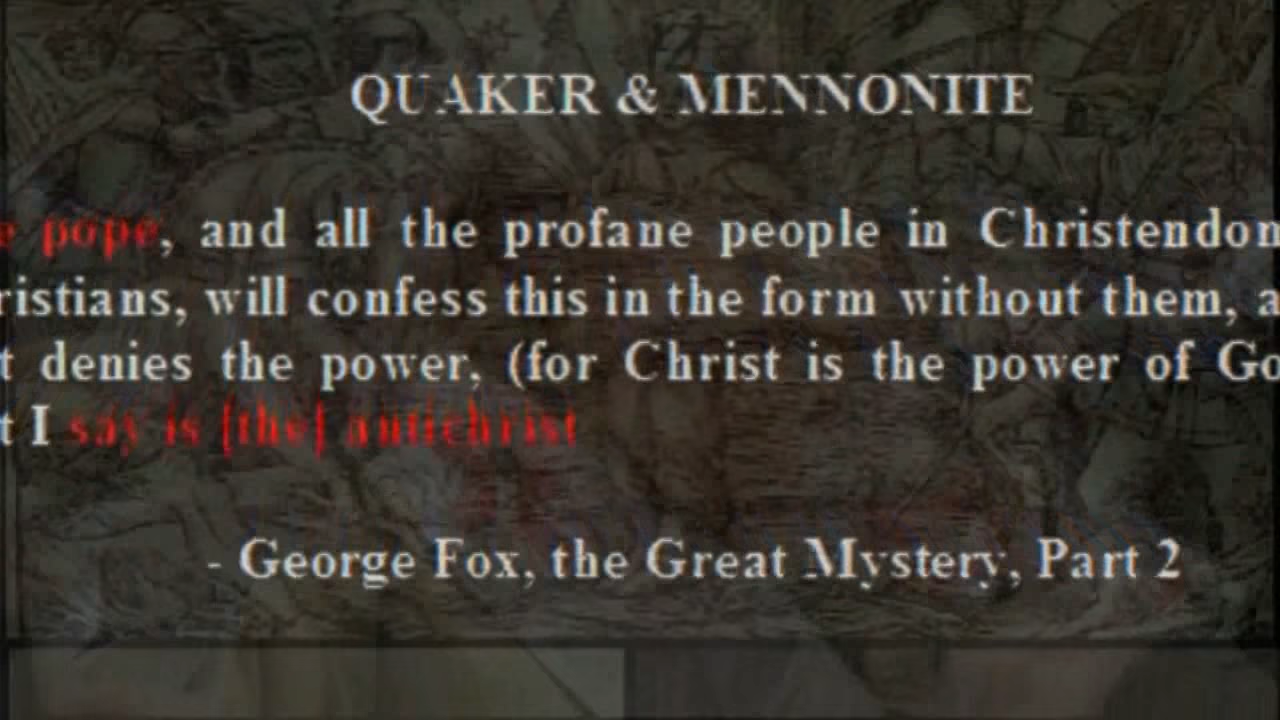 QUAKER & MENNONITE
e pope, and all the profane people in Christendom
ristians, will confess this in the form without them, a
t denies the power, (for Christ is the power of Go
t I say is [the] antichrist
- George Fox, the Great Mystery, Part 2